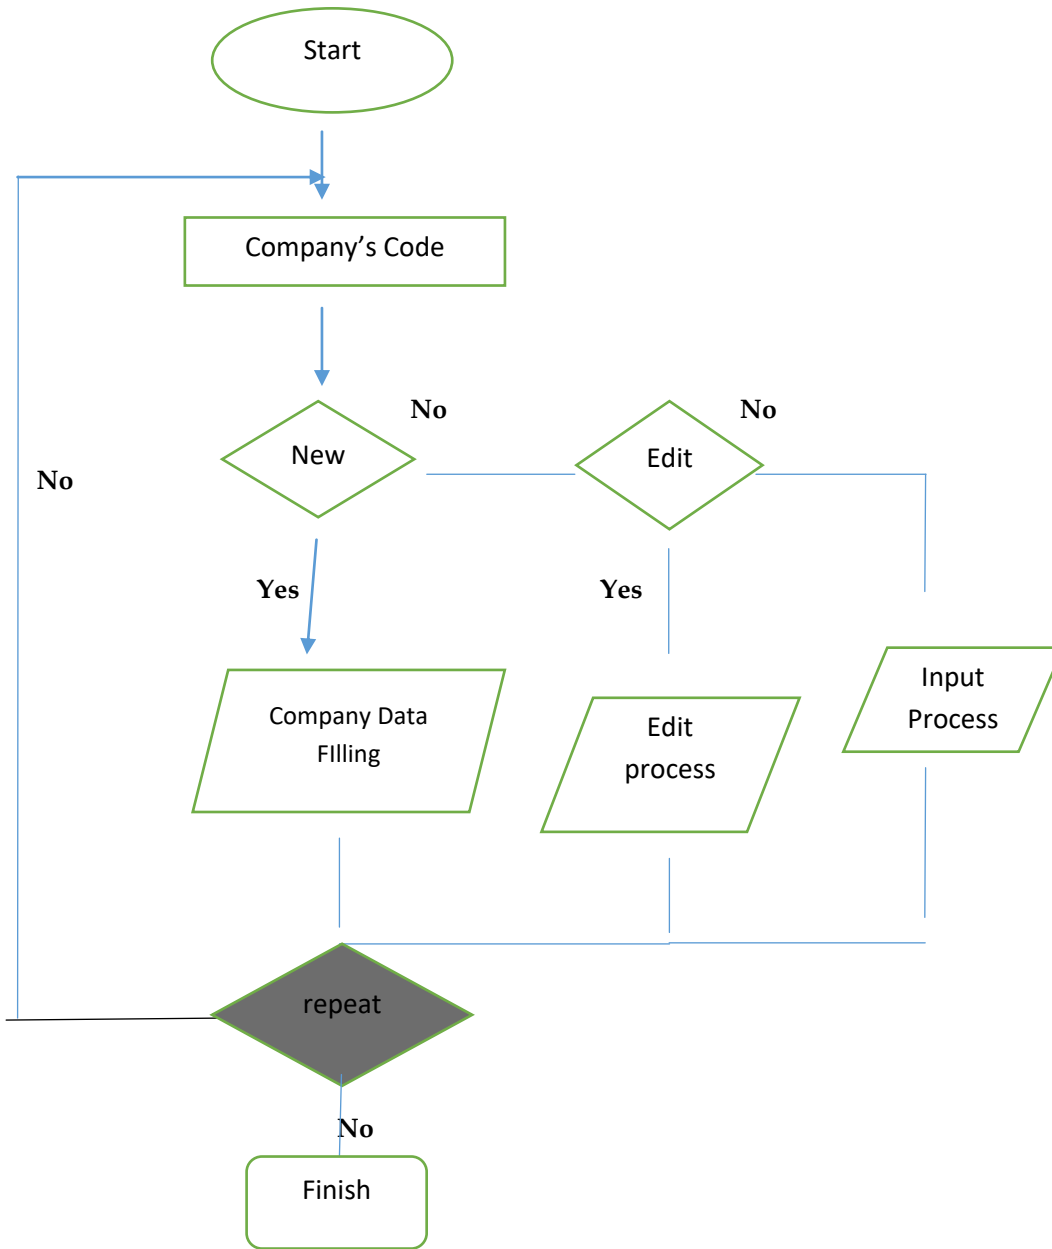 Start
Company’s Code
No
No
New
Edit
No
Yes
Yes
Input
Process
Company Data
FIlling
Edit
process
repeat
No
Finish